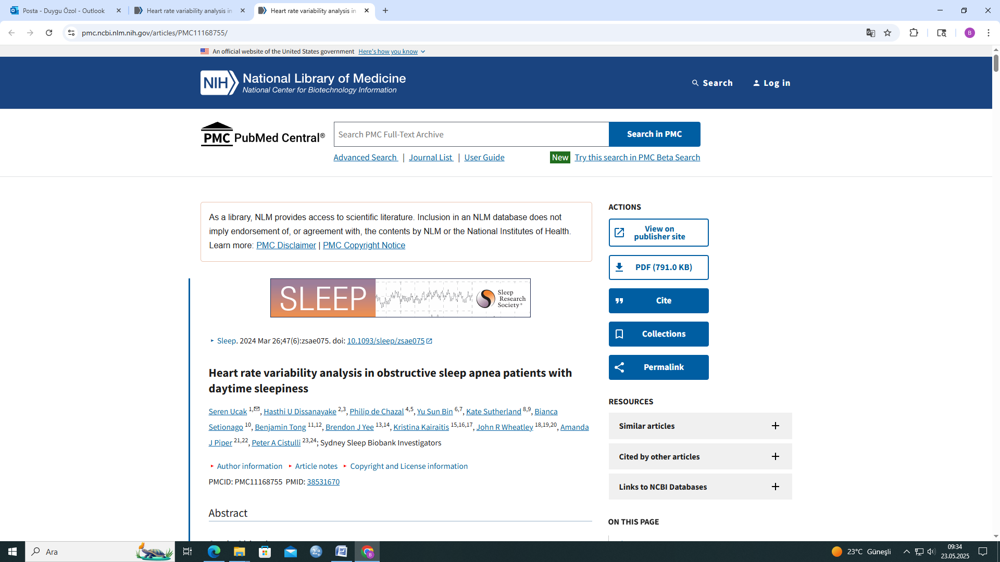 Posta - Duygu Özol - Outlook
Heart rate variability analysis in
Heart rate variability analysis in
pmc.ncbi.nlm.nih.gov/articles/PMC11168755/
B
An official website of the United States government Here's how you know
NIH National Library of Medicine
National Center for Biotechnology Information
Search
Log in
PMC PubMed Central®
Search PMC Full-Text Archive
Search in PMC
Advanced Search | Journal List | User Guide
New Try this search in PMC Beta Search
As a library, NLM provides access to scientific literature. Inclusion in an NLM database does not
imply endorsement of, or agreement with, the contents by NLM or the National Institutes of Health.
Learn more: PMC Disclaimer | PMC Copyright Notice
SLEEP
Sleep
Research
Society®
Sleep. 2024 Mar 26;47(6):zsae075. doi: 10.1093/sleep/zsae075
Heart rate variability analysis in obstructive sleep apnea patients with
daytime sleepiness
Seren Ucak 1,✉, Hasthi U Dissanayake 2,3, Philip de Chazal 4,5, Yu Sun Bin 6,7, Kate Sutherland 8,9, Bianca
Setionago 10, Benjamin Tong 11,12, Brendon J Yee 13,14, Kristina Kairaitis 15,16,17, John R Wheatley 18,19,20, Amanda
J Piper 21,22, Peter A Cistulli 23,24; Sydney Sleep Biobank Investigators
Author information Article notes Copyright and License information
PMCID: PMC11168755 PMID: 38531670
Abstract
ACTIONS
View on
publisher site
PDF (791.0 KB)
Cite
Collections
Permalink
RESOURCES
Similar articles
Cited by other articles
Links to NCBI Databases
ON THIS PAGE
Ara
23°C Güneşli
09:34
23.05.2025